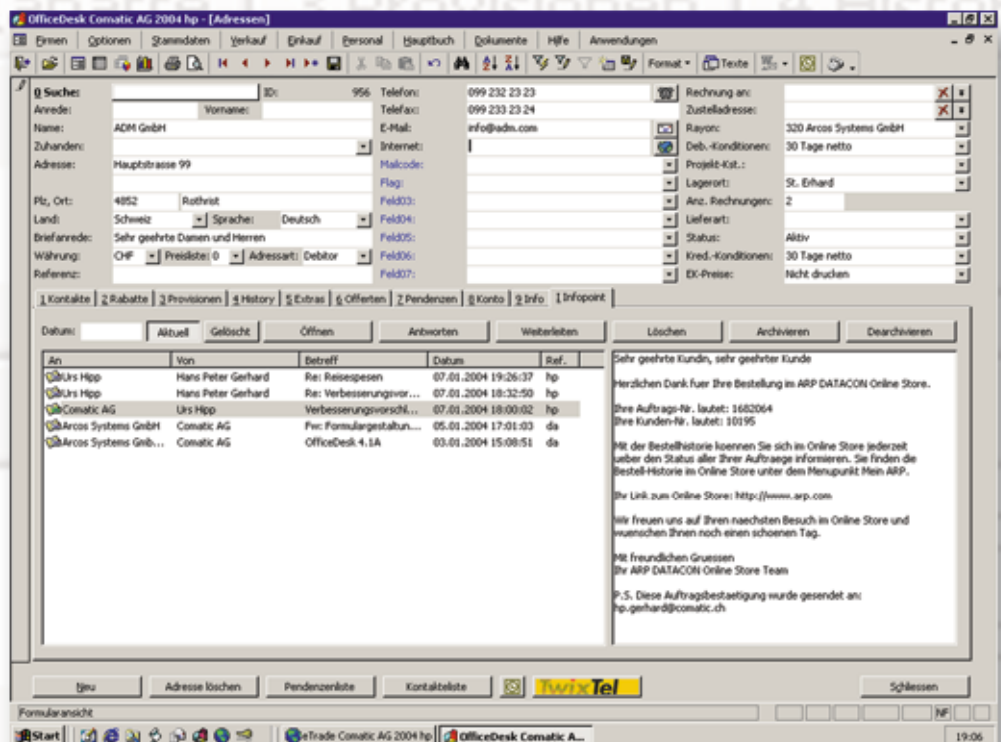 OfficeDesk Comatic AG 2004 hp - [Adressen]
Firmen Optionen Stammdaten Verkauf Einkauf Personal Hauptbuch Dokumente Hilfe Anwendungen
Format Texte
0 Suche: ID: 956 Telefon: 099 232 23 23 Rechnung an:
Anrede: Vorname: Telefax: 099 233 23 24 Zustelladresse:
Name: ADM GmbH E-Mail: info@adm.com Rayon: 320 Arcos Systems GmbH
Zuhanden: Internet: Deb.-Konditionen: 30 Tage netto
Adresse: Hauptstrasse 99 Mailcode: Projekt-Kst.:
Flag: Lagerort: St. Erhard
Plz, Ort: 4852 Rothrist Feld03: Anz. Rechnungen: 2
Land: Schweiz Sprache: Deutsch Feld04: Lieferart:
Briefanrede: Sehr geehrte Damen und Herren Feld05: Status: Aktiv
Währung: CHF Preisliste: 0 Adressart: Debitor Feld06: Kred.-Konditionen: 30 Tage netto
Referenz: Feld07: EK-Preise: Nicht drucken
1 Kontakte 2 Rabatte 3 Provisionen 4 History 5 Extras 6 Offerten 7 Pendenzen 8 Konto 9 Info I Infopoint
Datum: Aktuell Gelöscht Öffnen Antworten Weiterleiten Löschen Archivieren Dearchivieren
An Von Betreff Datum Ref.
Urs Hipp Hans Peter Gerhard Re: Reisespesen 07.01.2004 19:26:37 hp
Urs Hipp Hans Peter Gerhard Re: Verbesserungsvor... 07.01.2004 18:32:50 hp
Comatic AG Urs Hipp Verbesserungsvorschl... 07.01.2004 18:00:02 hp
Arcos Systems GmbH Comatic AG Fw: Formulargestaltun... 05.01.2004 17:01:03 da
Arcos Systems Gmb... Comatic AG OfficeDesk 4.1A 03.01.2004 15:08:51 da
Sehr geehrte Kundin, sehr geehrter Kunde
Herzlichen Dank fuer Ihre Bestellung im ARP DATACON Online Store.
Ihre Auftrags-Nr. lautet: 1682064
Ihre Kunden-Nr. lautet: 10195
Mit der Bestellhistorie koennen Sie sich im Online Store jederzeit
ueber den Status aller Ihrer Auftraege informieren. Sie finden die
Bestell-Historie im Online Store unter dem Menupunkt Mein ARP.
Ihr Link zum Online Store: http://www.arp.com
Wir freuen uns auf Ihren naechsten Besuch im Online Store und
wuenschen Ihnen noch einen schoenen Tag.
Mit freundlichen Gruessen
Ihr ARP DATACON Online Store Team
P.S. Diese Auftragsbestaetigung wurde gesendet an:
hp.gerhard@comatic.ch
Neu Adresse löschen Pendenzenliste Kontakteliste TwixTel Schliessen
Formularansicht NF
Start eTrade Comatic AG 2004 hp OfficeDesk Comatic A... 19:06